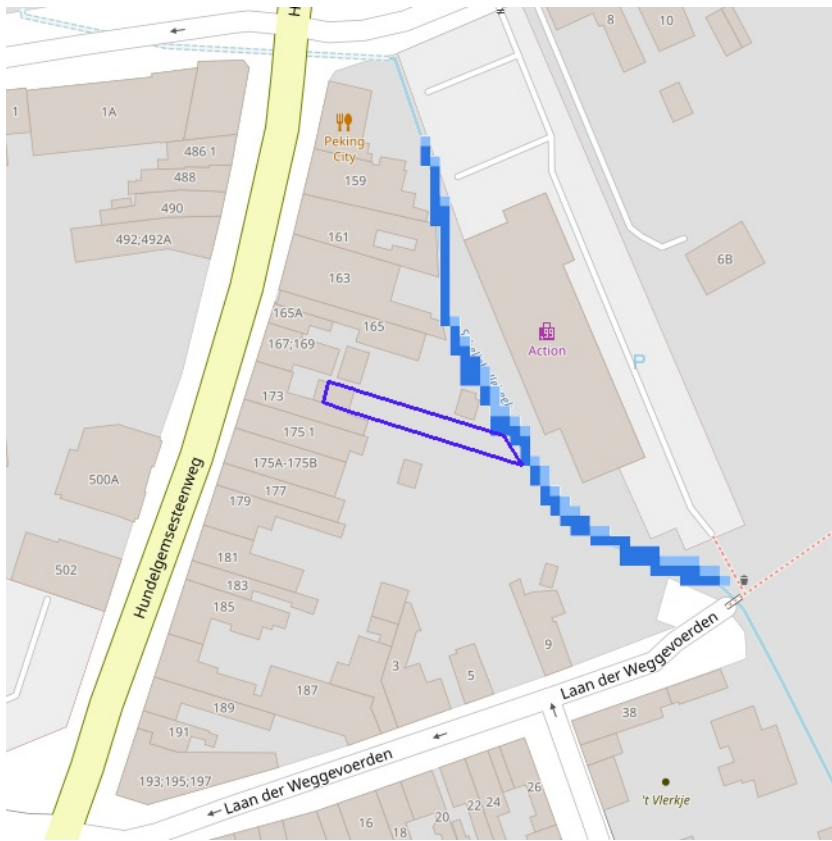 H
8
10
1
1A
Peking
City
486 1
488
159
490
492;492A
161
6B
163
165A
165
167;169
Action
P
173
175 1
175A-175B
500A
177
179
Hundelgemsesteenweg
181
502
183
185
9
3
5
187
Laan der Weggevoerden
189
38
191
193;195;197
Laan der Weggevoerden
26
24
22
't Vlerkje
20
16
18